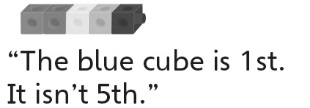 “The blue cube is 1st.
It isn’t 5th.”